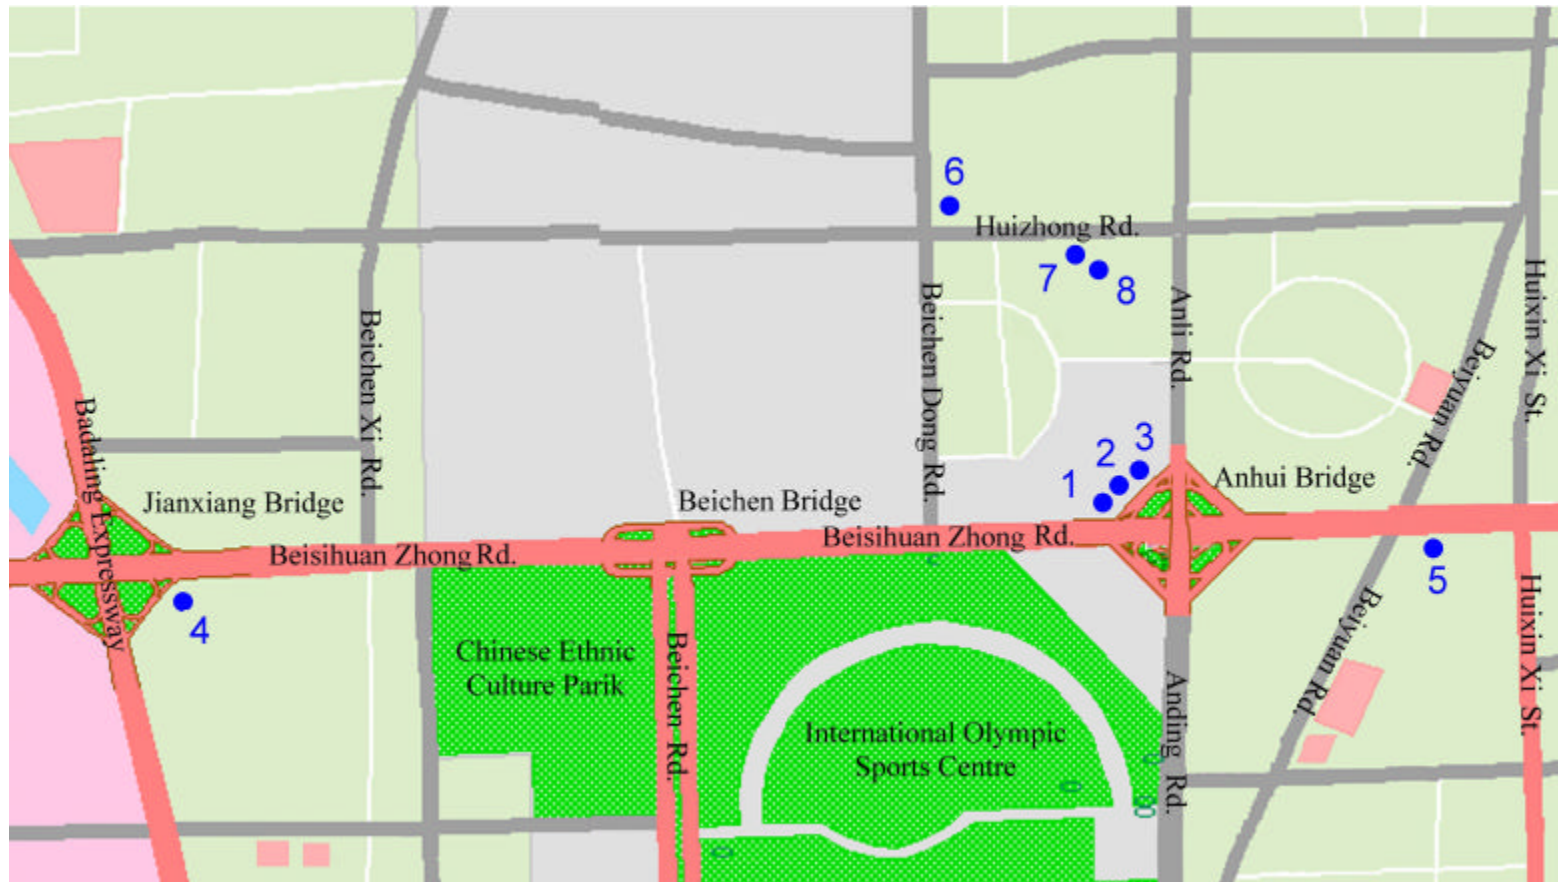 6
Huizhong Rd.
7
8
Beichen Xi Rd.
Beichen Dong Rd.
Anli Rd.
Huixin Xi St.
Beiyuan Rd.
Badaling Expressway
Jianxiang Bridge
Beichen Bridge
1
2
3
Anhui Bridge
Beisihuan Zhong Rd.
Beisihuan Zhong Rd.
4
5
Chinese Ethnic
Culture Parik
Beichen Rd.
International Olympic
Sports Centre
Anding Rd.
Beiyuan Rd.
Huixin Xi St.